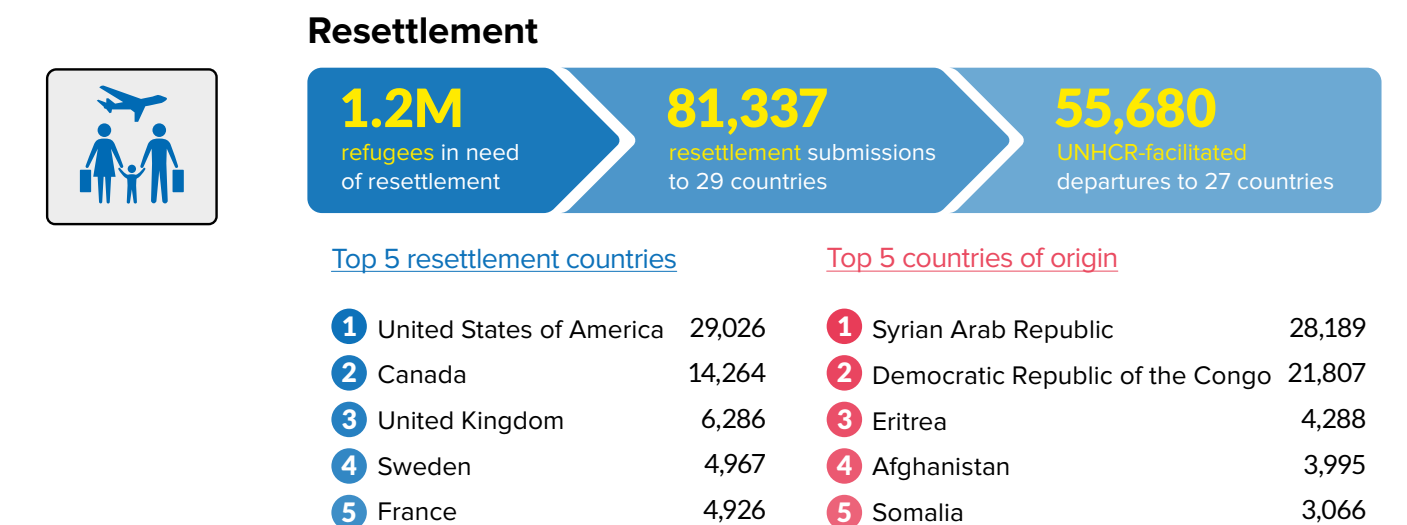 Resettlement
1.2M
refugees in need
of resettlement
81,337
resettlement submissions
to 29 countries
55,680
UNHCR-facilitated
departures to 27 countries
Top 5 resettlement countries
1 United States of America 29,026
2 Canada 14,264
3 United Kingdom 6,286
4 Sweden 4,967
5 France 4,926
Top 5 countries of origin
1 Syrian Arab Republic 28,189
2 Democratic Republic of the Congo 21,807
3 Eritrea 4,288
4 Afghanistan 3,995
5 Somalia 3,066